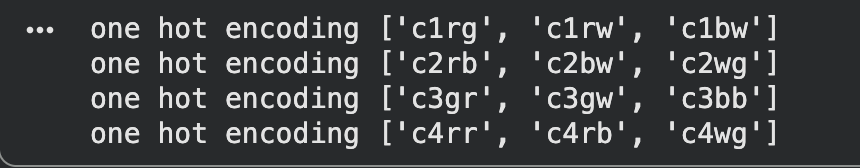 ... one hot encoding ['c1rg', 'c1rw', 'c1bw']
one hot encoding ['c2rb', 'c2bw', 'c2wg']
one hot encoding ['c3gr', 'c3gw', 'c3bb']
one hot encoding ['c4rr', 'c4rb', 'c4wg']